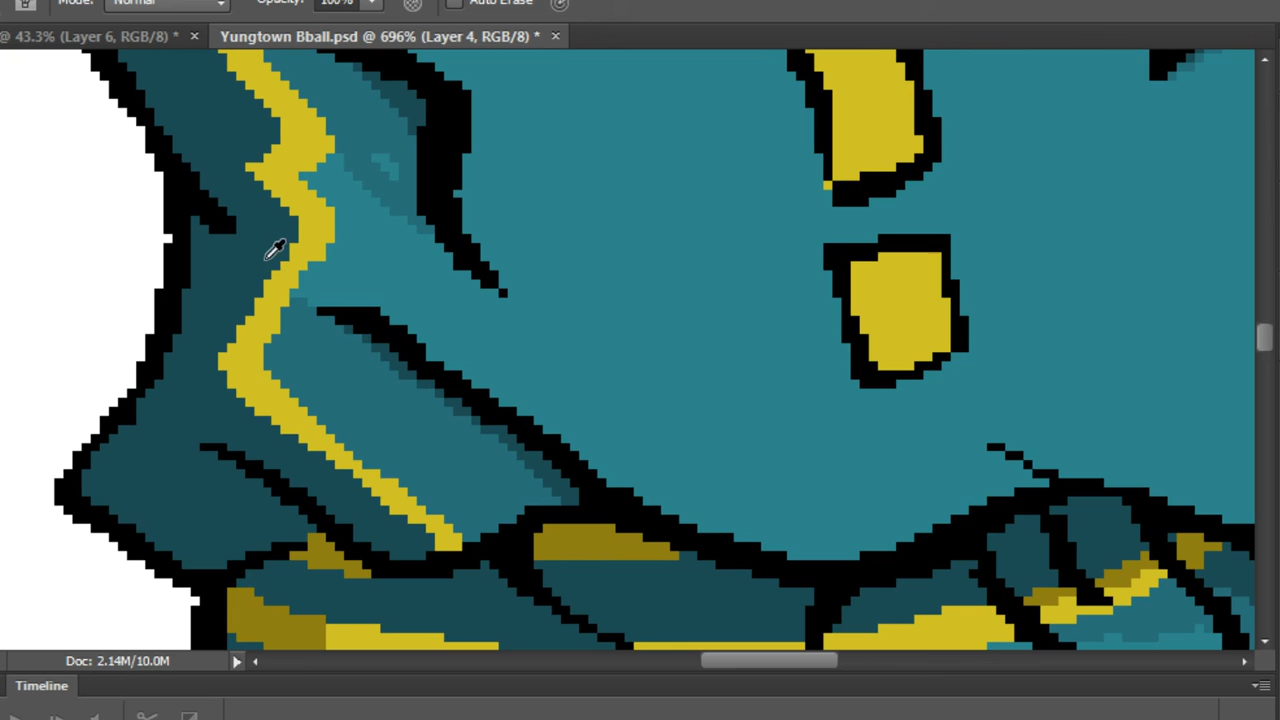 Mode: Normal Opacity: 100% Auto Erase
@ 43.3% (Layer 6, RGB/8) * × Yungtown Bball.psd @ 696% (Layer 4, RGB/8) * ×
Doc: 2.14M/10.0M
Timeline